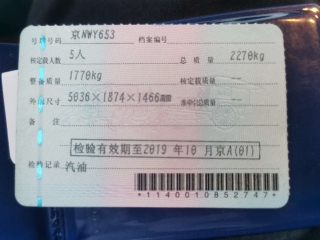 号牌号码 京NWY653 档案编号
核定载人数 5人 总质量 2270kg
整备质量 1770kg 核定载质量 --
外廓尺寸 5036×1874×1466mm 准牵引总质量 --
备注
检验有效期至2019年10月京A(01)
检验记录 汽油
*1140010852747*